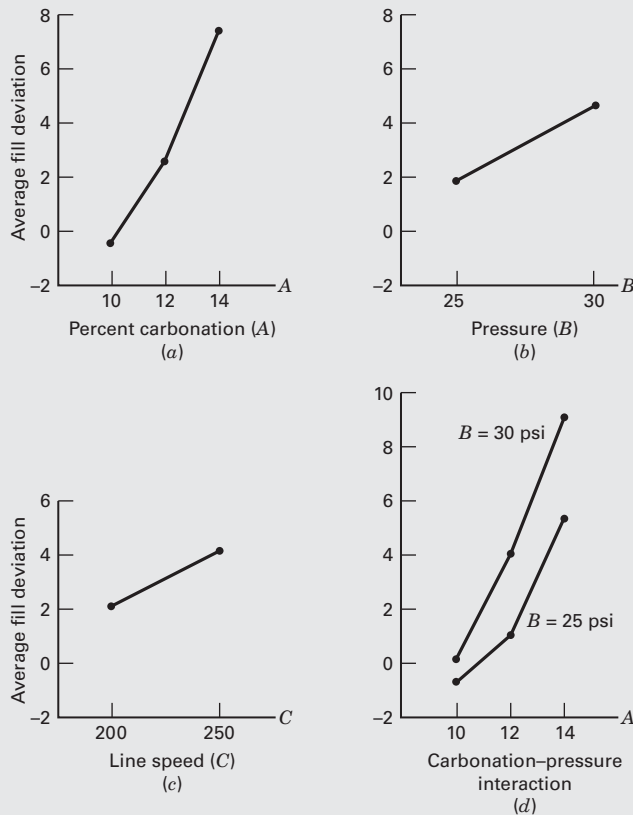 Average fill deviation
8
6
4
2
0
–2
10 12 14
A
Percent carbonation (A)
(a)
8
6
4
2
0
–2
25 30
B
Pressure (B)
(b)
Average fill deviation
6
4
2
0
–2
200 250
C
Line speed (C)
(c)
10
8
6
4
2
0
–2
B = 30 psi
B = 25 psi
10 12 14
A
Carbonation–pressure
interaction
(d)